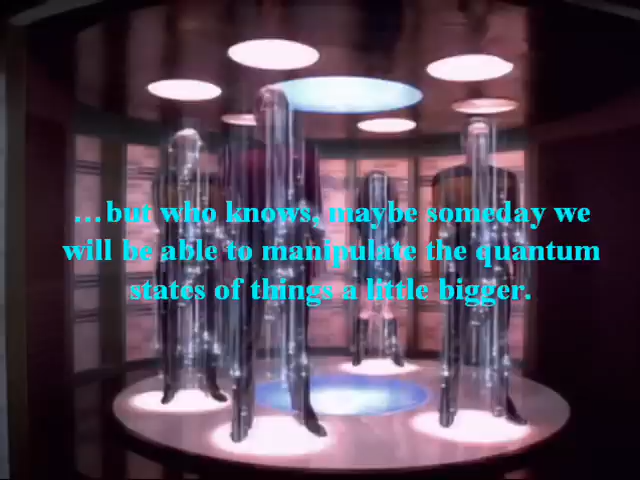 …but who knows, maybe someday we
will be able to manipulate the quantum
states of things a little bigger.